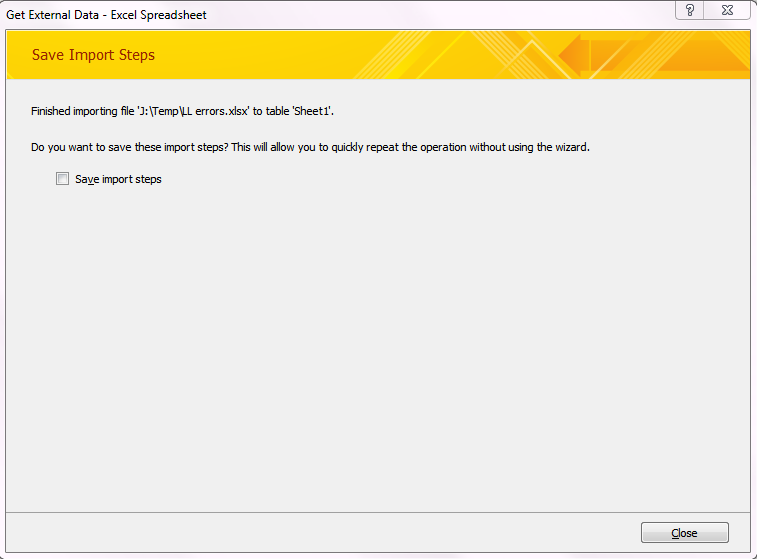 Get External Data - Excel Spreadsheet
?
Save Import Steps
Finished importing file 'J:\Temp\LL errors.xlsx' to table 'Sheet1'.
Do you want to save these import steps? This will allow you to quickly repeat the operation without using the wizard.
Save import steps
Close